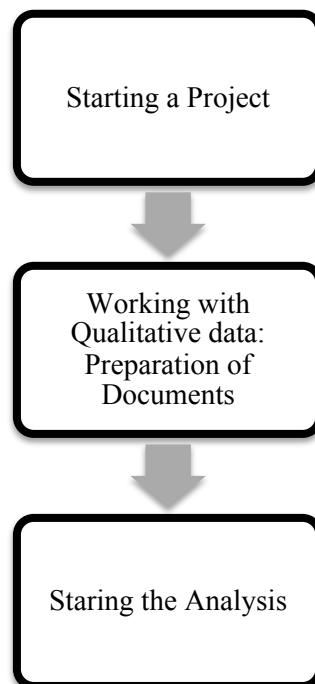 Starting a Project
Working with
Qualitative data:
Preparation of
Documents
Staring the Analysis